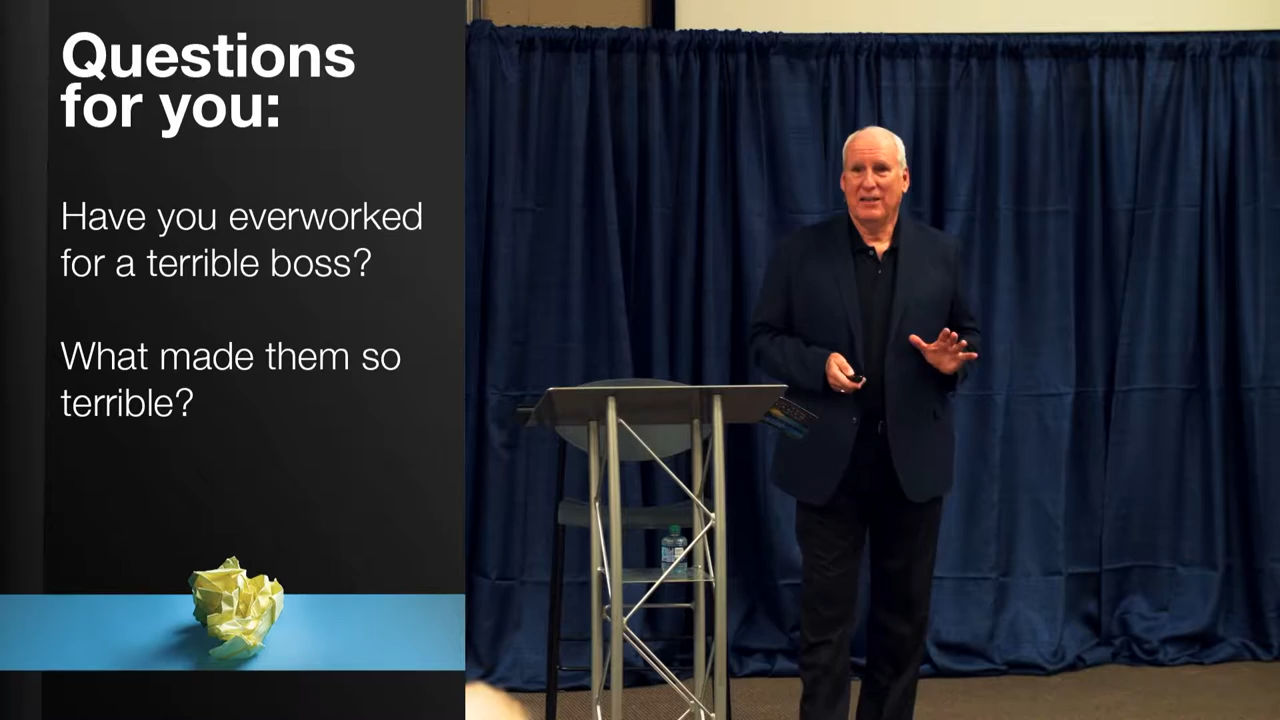 Questions
for you:
Have you everworked
for a terrible boss?
What made them so
terrible?